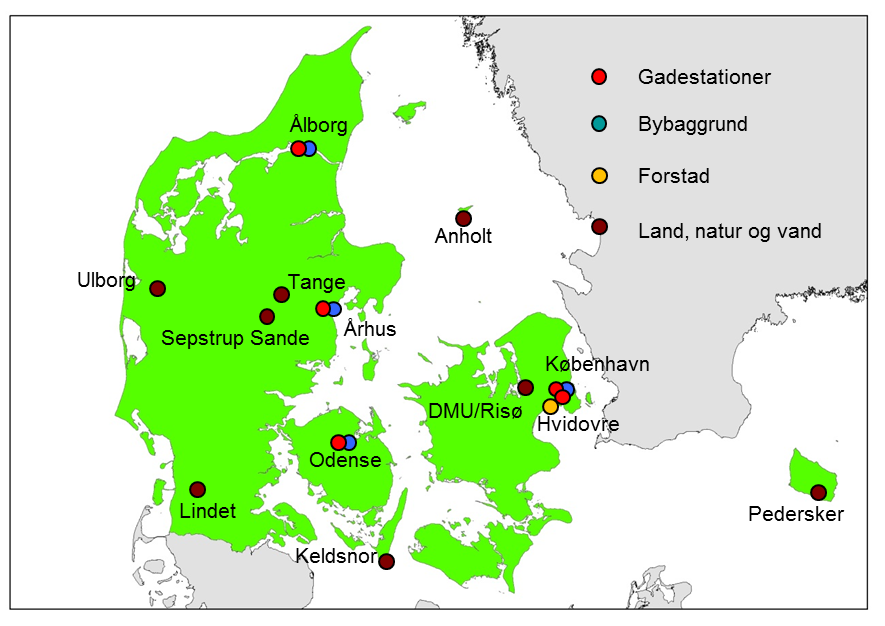 Gadestationer
Ålborg
Bybaggrund
Forstad
Land, natur og vand
Anholt
Ulborg
Tange
Århus
Sepstrup Sande
København
DMU/Risø
Hvidovre
Odense
Lindet
Pedersker
Keldsnor